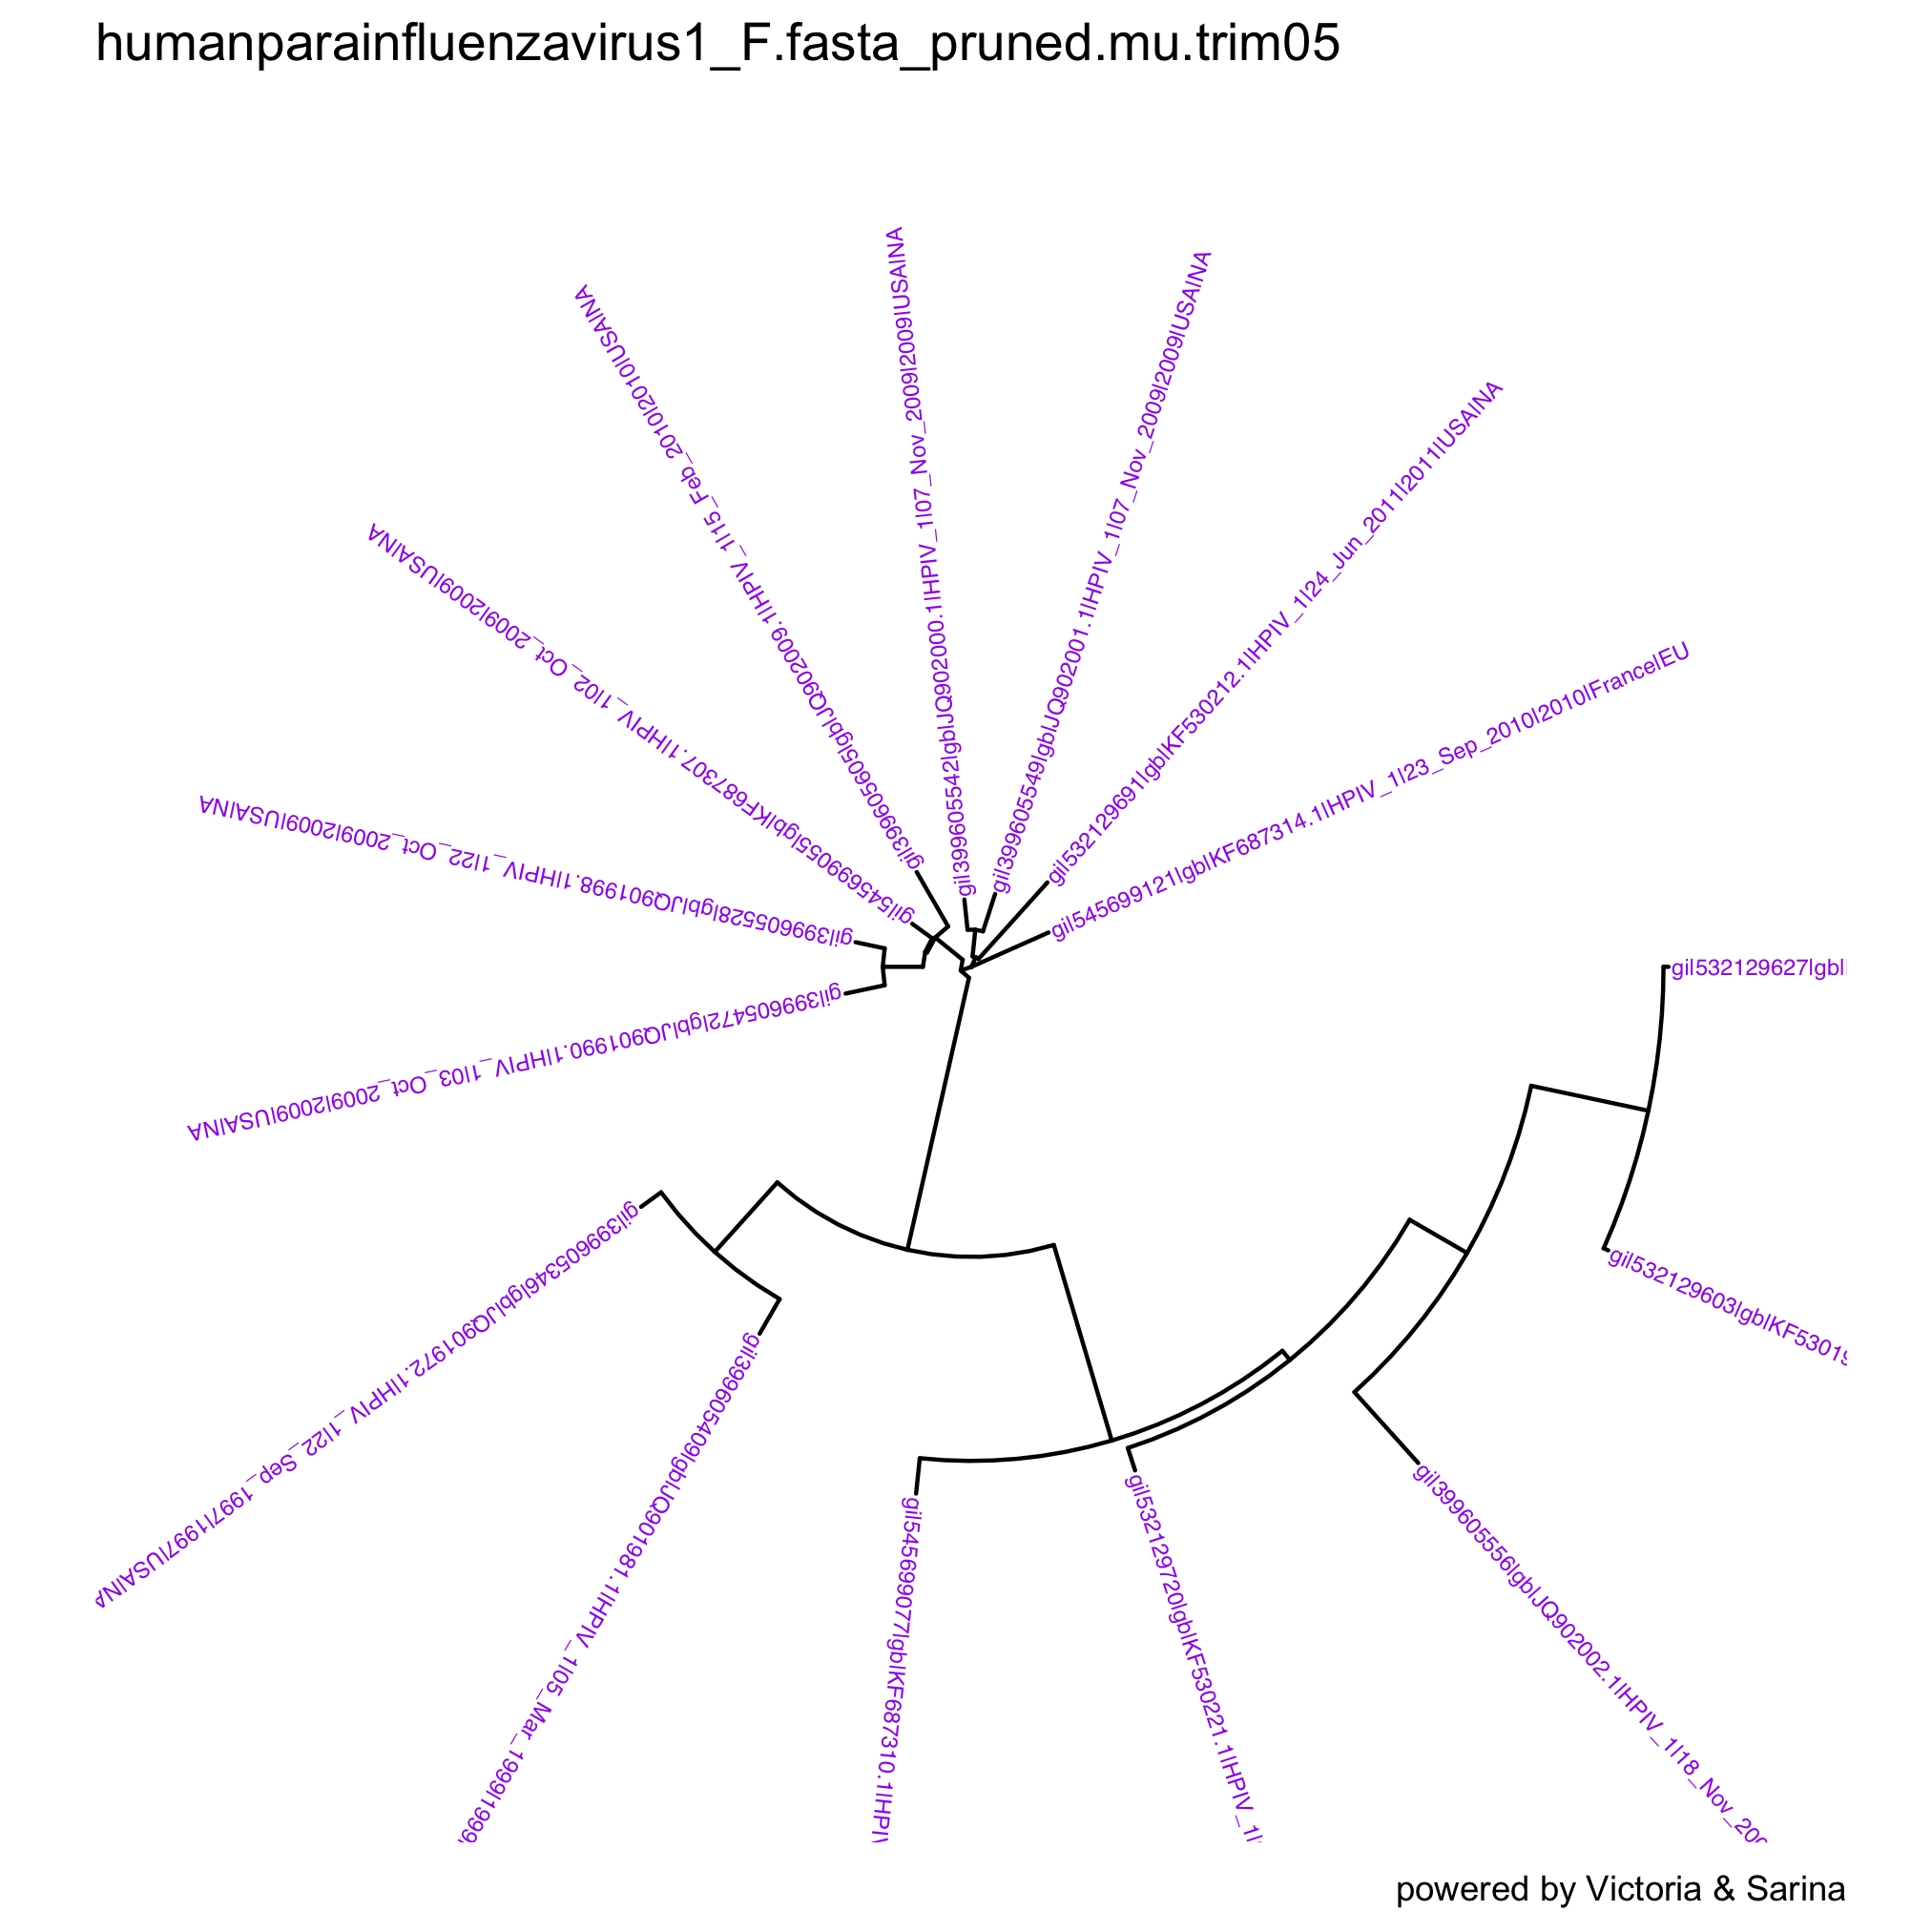 humanparainfluenzavirus1_F.fasta_pruned.mu.trim05
gi|399605542|gb|JQ902000.1|HPIV_1|07_Nov_2009|2009|USA|NA
gi|399605549|gb|JQ902001.1|HPIV_1|07_Nov_2009|2009|USA|NA
gi|399605605|gb|JQ902009.1|HPIV_1|15_Feb_2010|2010|USA|NA
gi|532129691|gb|KF530212.1|HPIV_1|24_Jun_2011|2011|USA|NA
gi|545699055|gb|KF687307.1|HPIV_1|02_Oct_2009|2009|USA|NA
gi|545699121|gb|KF687314.1|HPIV_1|23_Sep_2010|2010|France|EU
gi|399605528|gb|JQ901998.1|HPIV_1|22_Oct_2009|2009|USA|NA
gi|532129627|gb|
gi|399605472|gb|JQ901990.1|HPIV_1|03_Oct_2009|2009|USA|NA
gi|532129603|gb|KF5301
gi|399605346|gb|JQ901972.1|HPIV_1|22_Sep_1997|1997|USA|NA
gi|399605409|gb|JQ901981.1|HPIV_1|05_Mar_1999|1999|
gi|545699077|gb|KF687310.1|HPI
gi|532129720|gb|KF530221.1|HPIV_1|
gi|399605556|gb|JQ902002.1|HPIV_1|18_Nov_200
powered by Victoria & Sarina